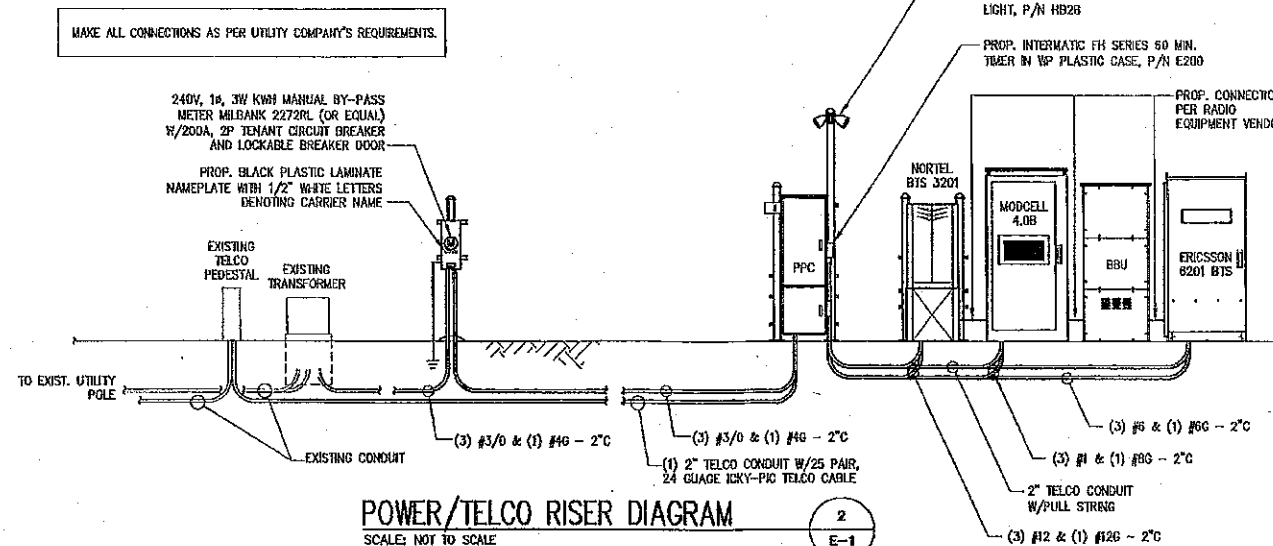 MAKE ALL CONNECTIONS AS PER UTILITY COMPANY'S REQUIREMENTS.
LIGHT, P/N HB26
PROP. INTERMATIC FH SERIES 60 MIN.
TIMER IN WP PLASTIC CASE, P/N E200
PROP. CONNECTIO
PER RADIO
EQUIPMENT VENDO
240V, 1ø, 3W KWH MANUAL BY-PASS
METER MILBANK 2272RL (OR EQUAL)
W/200A, 2P TENANT CIRCUIT BREAKER
AND LOCKABLE BREAKER DOOR
PROP. BLACK PLASTIC LAMINATE
NAMEPLATE WITH 1/2" WHITE LETTERS
DENOTING CARRIER NAME
EXISTING
TELCO
PEDESTAL
EXISTING
TRANSFORMER
M
PPC
NORTEL
BTS 3201
MODCELL
4.0B
BBU
ERICSSON
6201 BTS
TO EXIST. UTILITY
POLE
EXISTING CONDUIT
(3) #3/0 & (1) #4G - 2"C
(3) #3/0 & (1) #4G - 2"C
(1) 2" TELCO CONDUIT W/25 PAIR,
24 GUAGE ICKY-PIC TELCO CABLE
(3) #6 & (1) #6G - 2"C
(3) #1 & (1) #8G - 2"C
2" TELCO CONDUIT
W/PULL STRING
(3) #12 & (1) #12G - 2"C
POWER/TELCO RISER DIAGRAM
SCALE: NOT TO SCALE
2
E-1